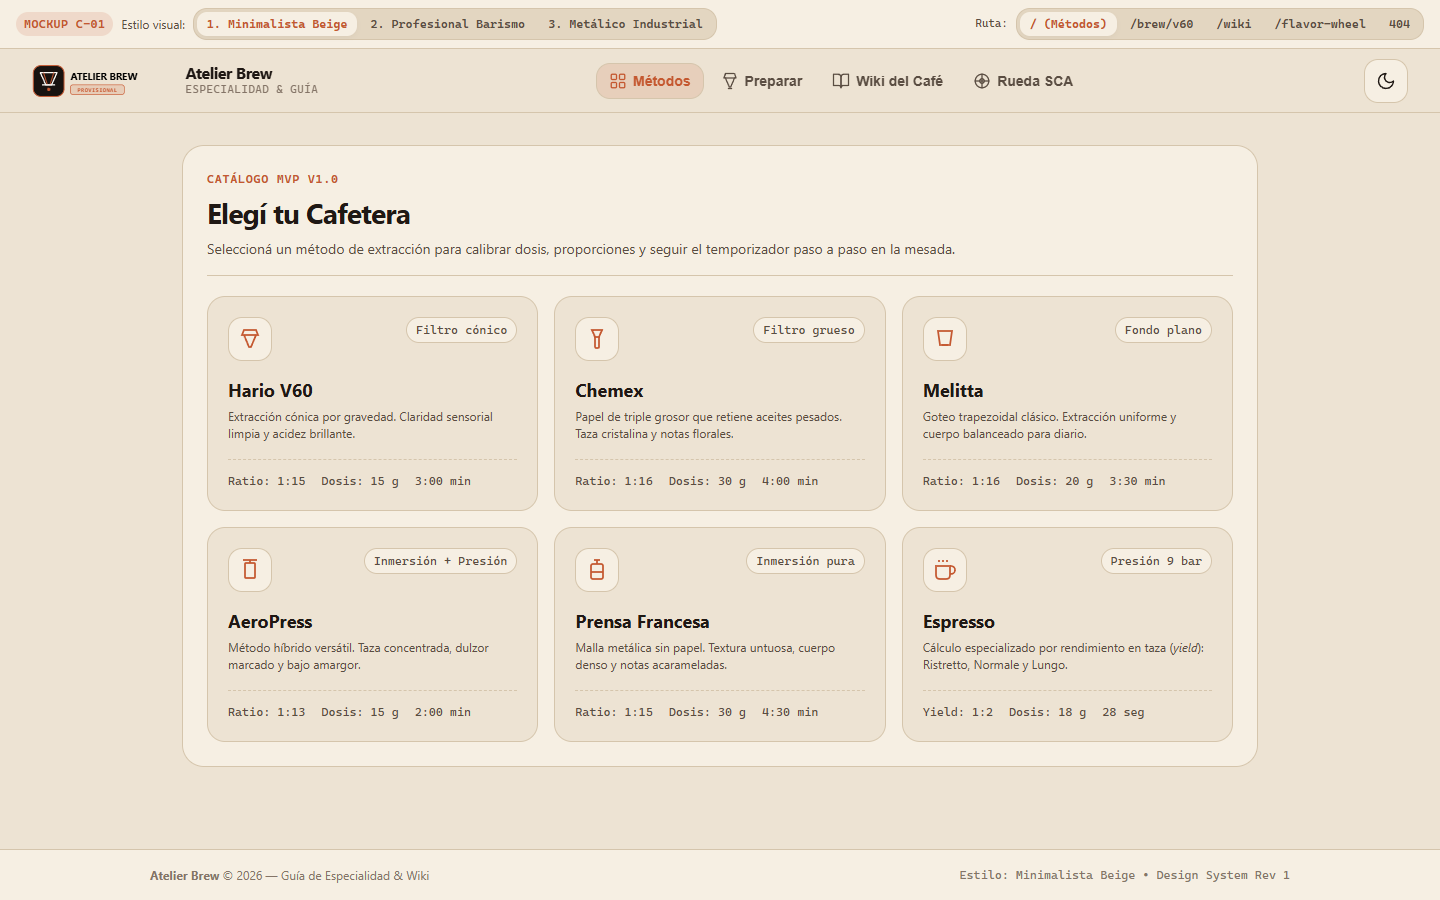 MOCKUP C-01 Estilo visual: 1. Minimalista Beige 2. Profesional Barismo 3. Metálico Industrial Ruta: / (Métodos) /brew/v60 /wiki /flavor-wheel 404
ATELIER BREW
PROVISIONAL
Atelier Brew
ESPECIALIDAD & GUÍA
Métodos Preparar Wiki del Café Rueda SCA
CATÁLOGO MVP V1.0
Elegí tu Cafetera
Seleccioná un método de extracción para calibrar dosis, proporciones y seguir el temporizador paso a paso en la mesada.
Filtro cónico
Hario V60
Extracción cónica por gravedad. Claridad sensorial
limpia y acidez brillante.
Ratio: 1:15 Dosis: 15 g 3:00 min
Filtro grueso
Chemex
Papel de triple grosor que retiene aceites pesados.
Taza cristalina y notas florales.
Ratio: 1:16 Dosis: 30 g 4:00 min
Fondo plano
Melitta
Goteo trapezoidal clásico. Extracción uniforme y
cuerpo balanceado para diario.
Ratio: 1:16 Dosis: 20 g 3:30 min
Inmersión + Presión
AeroPress
Método híbrido versátil. Taza concentrada, dulzor
marcado y bajo amargor.
Ratio: 1:13 Dosis: 15 g 2:00 min
Inmersión pura
Prensa Francesa
Malla metálica sin papel. Textura untuosa, cuerpo
denso y notas acarameladas.
Ratio: 1:15 Dosis: 30 g 4:30 min
Presión 9 bar
Espresso
Cálculo especializado por rendimiento en taza (yield):
Ristretto, Normale y Lungo.
Yield: 1:2 Dosis: 18 g 28 seg
Atelier Brew © 2026 — Guía de Especialidad & Wiki
Estilo: Minimalista Beige • Design System Rev 1